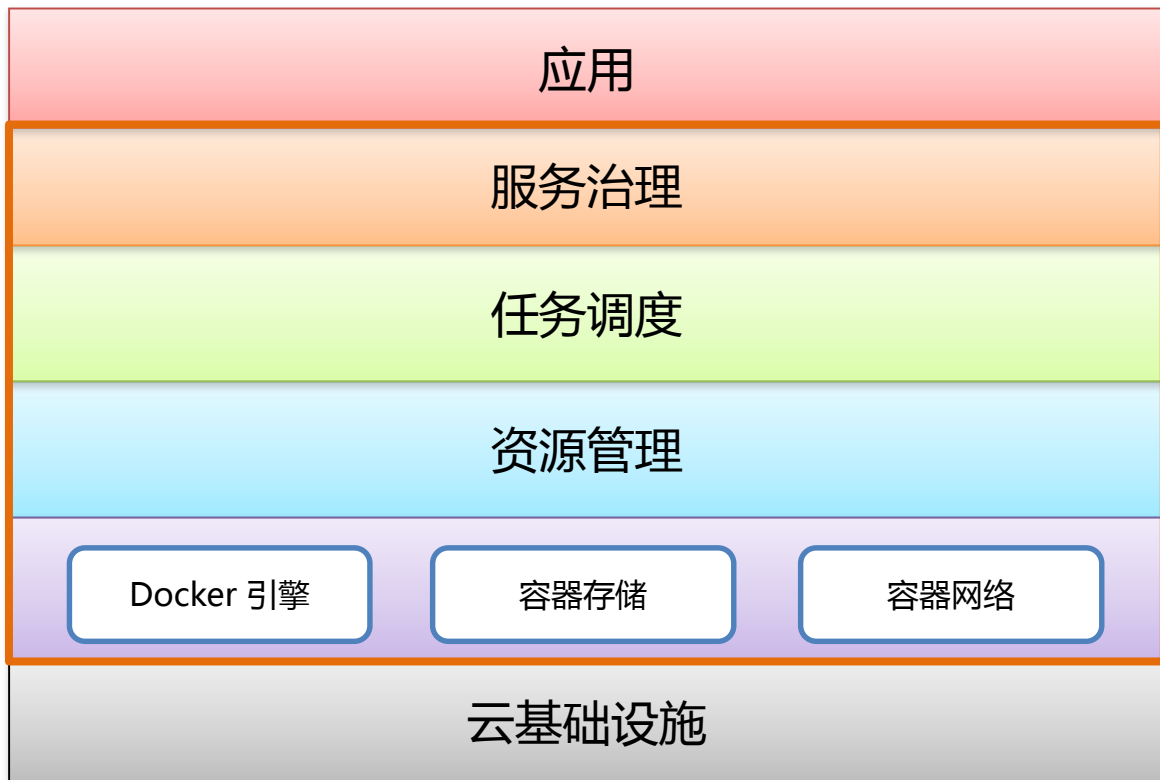 应用
服务治理
任务调度
资源管理
Docker 引擎
容器存储
容器网络
云基础设施